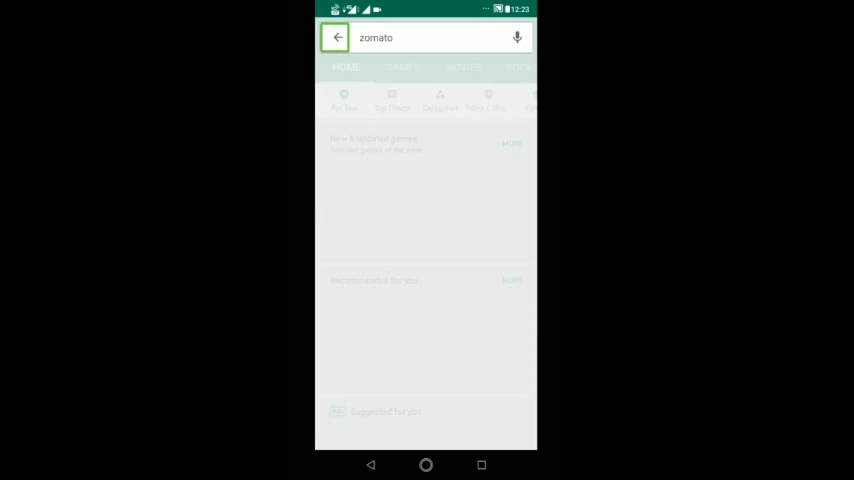 12:23
zomato
HOME GAMES MOVIES BOOKS
For You Top Charts Categories
New & updated games
MORE
Recommended for you
MORE
Ads Suggested for you